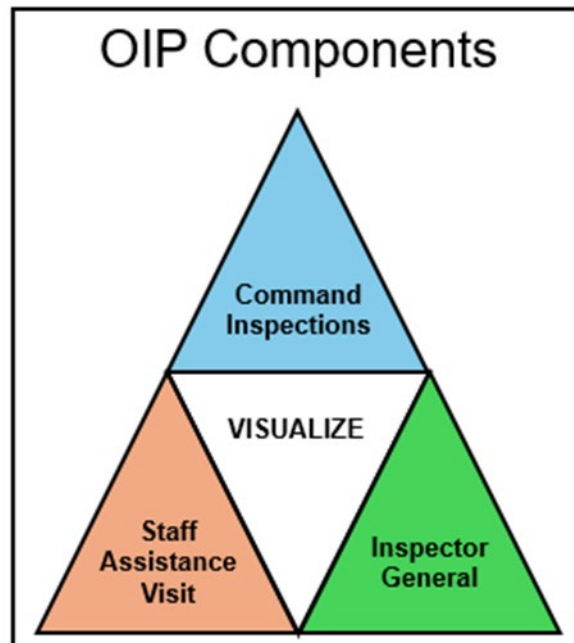 OIP Components
Command
Inspections
VISUALIZE
Staff
Assistance
Visit
Inspector
General